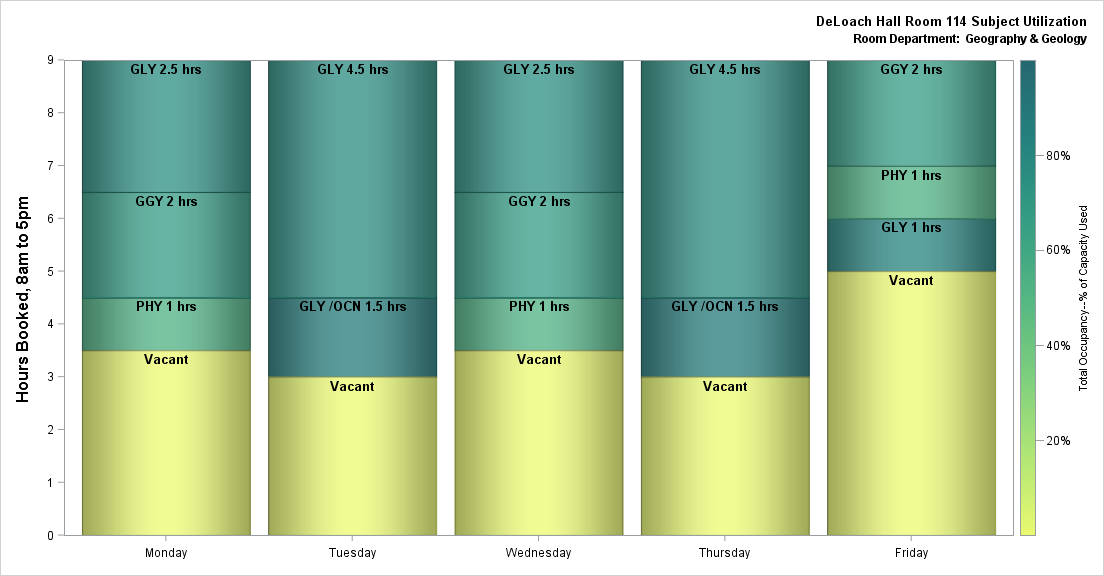 DeLoach Hall Room 114 Subject Utilization
Room Department: Geography & Geology
Hours Booked, 8am to 5pm
9
8
7
6
5
4
3
2
1
0
GLY 2.5 hrs
GGY 2 hrs
PHY 1 hrs
Vacant
Monday
GLY 4.5 hrs
GLY /OCN 1.5 hrs
Vacant
Tuesday
GLY 2.5 hrs
GGY 2 hrs
PHY 1 hrs
Vacant
Wednesday
GLY 4.5 hrs
GLY /OCN 1.5 hrs
Vacant
Thursday
GGY 2 hrs
PHY 1 hrs
GLY 1 hrs
Vacant
Friday
80%
60%
40%
20%
Total Occupancy--% of Capacity Used